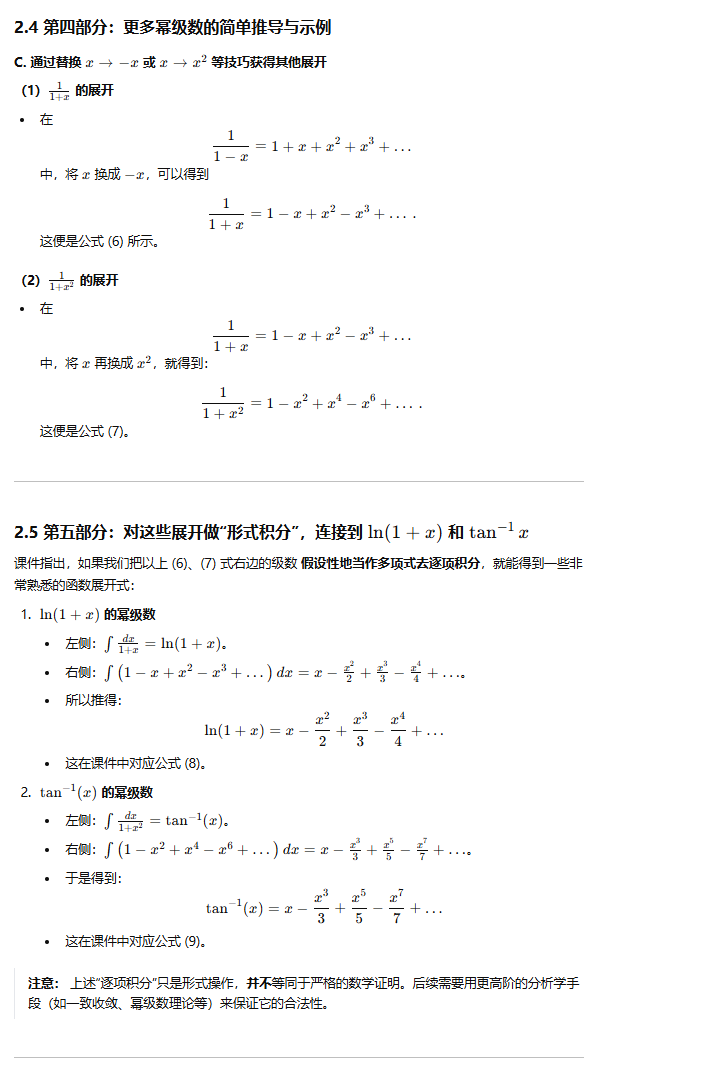 2.4 第四部分：更多幂级数的简单推导与示例
C. 通过替换 x → −x 或 x → x² 等技巧获得其他展开
（1） 1/(1+x) 的展开
• 在
1/(1 − x) = 1 + x + x² + x³ + …
中，将 x 换成 −x，可以得到
1/(1 + x) = 1 − x + x² − x³ + … .
这便是公式 (6) 所示。
（2） 1/(1+x²) 的展开
• 在
1/(1 + x) = 1 − x + x² − x³ + …
中，将 x 再换成 x²，就得到：
1/(1 + x²) = 1 − x² + x⁴ − x⁶ + … .
这便是公式 (7)。
2.5 第五部分：对这些展开做“形式积分”，连接到 ln(1 + x) 和 tan⁻¹ x
课件指出，如果我们把以上 (6)、(7) 式右边的级数 假设性地当作多项式去逐项积分，就能得到一些非
常熟悉的函数展开式：
1. ln(1 + x) 的幂级数
• 左侧：∫ dx/(1+x) = ln(1 + x)。
• 右侧：∫ (1 − x + x² − x³ + …) dx = x − x²/2 + x³/3 − x⁴/4 + …。
• 所以推得：
ln(1 + x) = x − x²/2 + x³/3 − x⁴/4 + …
• 这在课件中对应公式 (8)。
2. tan⁻¹(x) 的幂级数
• 左侧：∫ dx/(1+x²) = tan⁻¹(x)。
• 右侧：∫ (1 − x² + x⁴ − x⁶ + …) dx = x − x³/3 + x⁵/5 − x⁷/7 + …。
• 于是得到：
tan⁻¹(x) = x − x³/3 + x⁵/5 − x⁷/7 + …
• 这在课件中对应公式 (9)。
注意： 上述“逐项积分”只是形式操作，并不等同于严格的数学证明。后续需要用更高阶的分析学手
段（如一致收敛、幂级数理论等）来保证它的合法性。